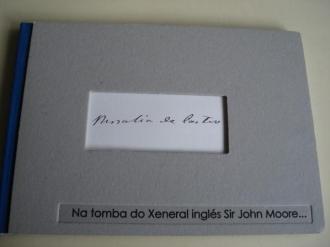 Rosalía de Castro
Na tomba do Xeneral inglés Sir John Moore...